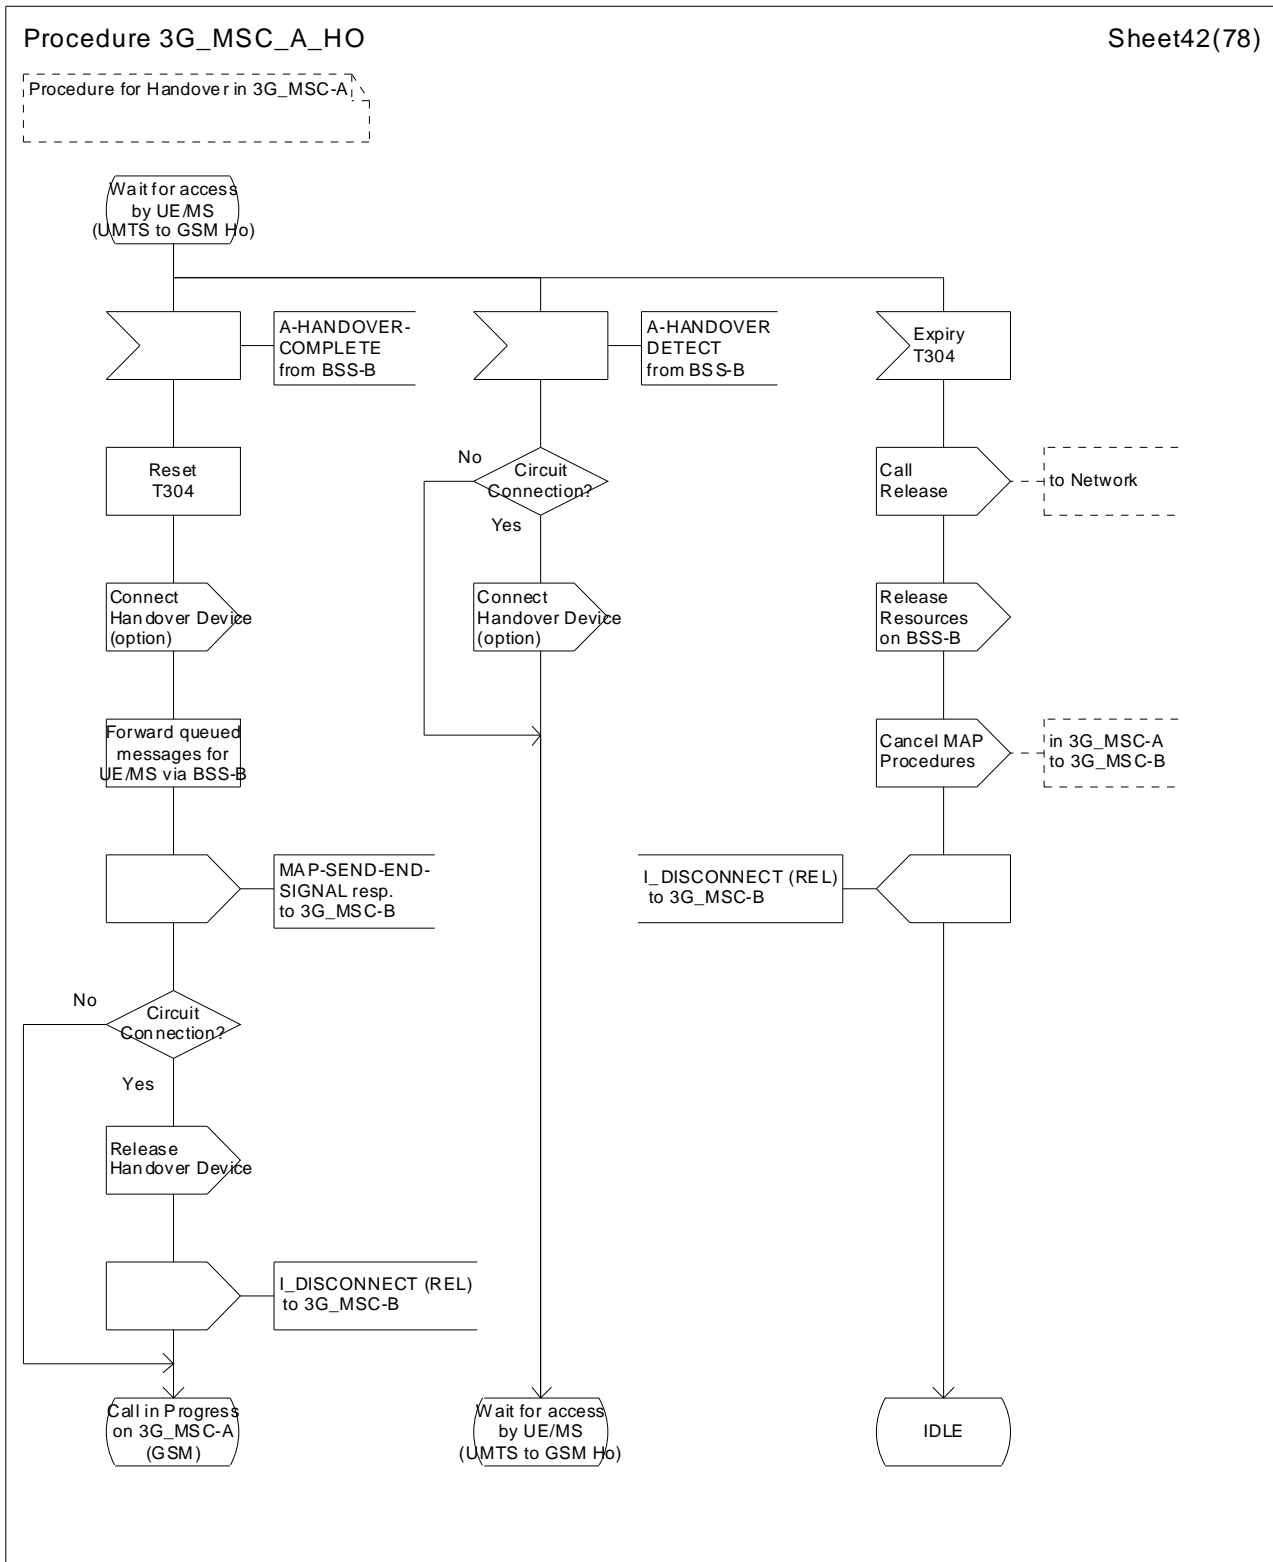 Procedure 3G_MSC_A_HO
Sheet42(78)
Procedure for Handover in 3G_MSC-A
Wait for access
by UE/MS
(UMTS to GSM Ho)
A-HANDOVER-
COMPLETE
from BSS-B
A-HANDOVER
DETECT
from BSS-B
Expiry
T304
Reset
T304
No
Circuit
Connection?
Yes
Call
Release
to Network
Connect
Handover Device
(option)
Connect
Handover Device
(option)
Release
Resources
on BSS-B
Forward queued
messages for
UE/MS via BSS-B
Cancel MAP
Procedures
in 3G_MSC-A
to 3G_MSC-B
MAP-SEND-END-
SIGNAL resp.
to 3G_MSC-B
I_DISCONNECT (REL)
to 3G_MSC-B
No
Circuit
Connection?
Yes
Release
Handover Device
I_DISCONNECT (REL)
to 3G_MSC-B
Call in Progress
on 3G_MSC-A
(GSM)
Wait for access
by UE/MS
(UMTS to GSM Ho)
IDLE